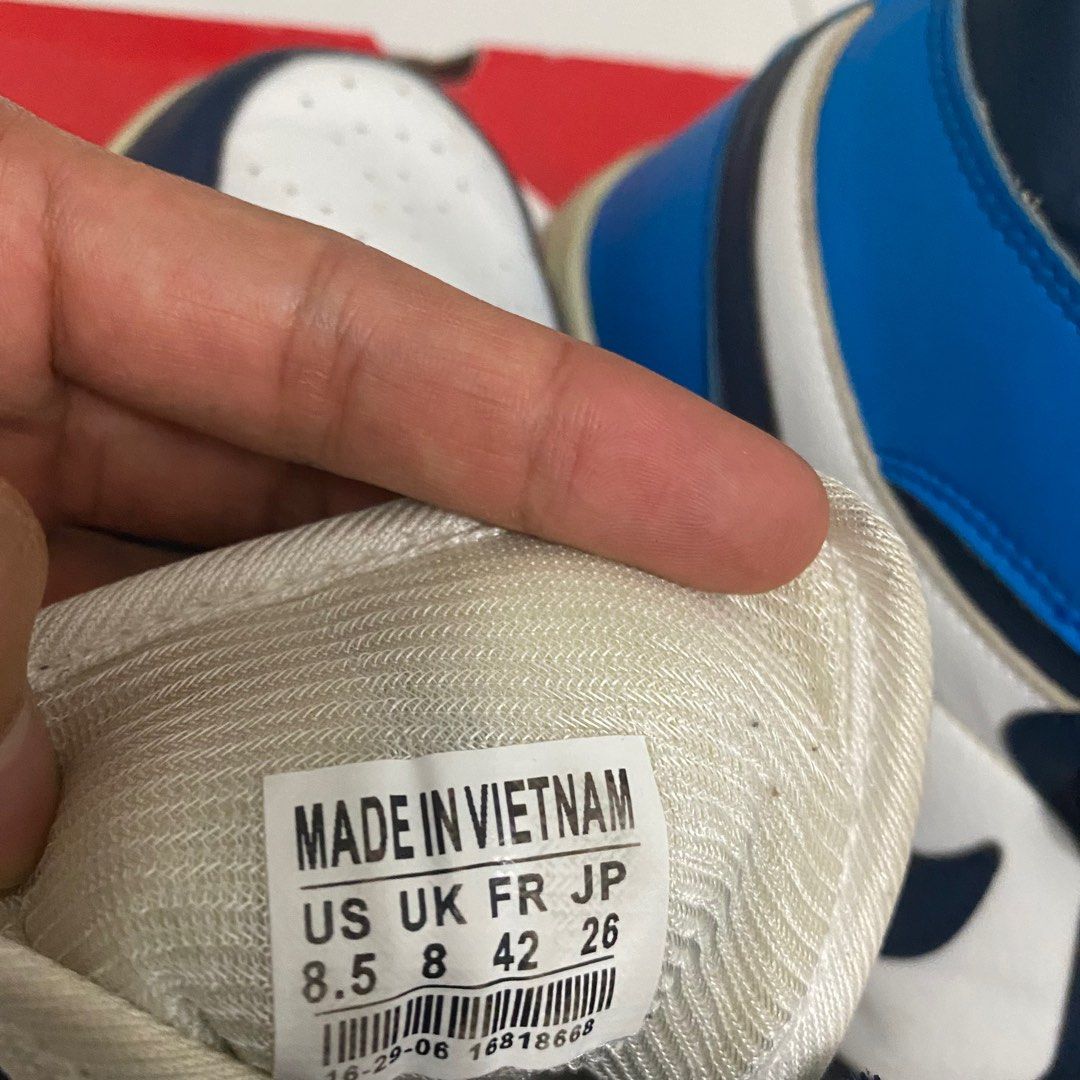 MADE IN VIETNAM
US UK FR JP
8.5 8 42 26
16-29-06 16818668